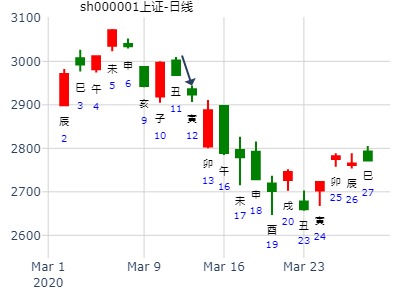 sh000001上证-日线
3100
3000
2900
2800
2700
2600
辰
2
巳
3
午
4
未
5
申
6
亥
9
子
10
丑
11
寅
12
卯
13
午
16
未
17
申
18
酉
19
戌
20
丑
23
寅
24
卯
25
辰
26
巳
27
Mar 1
2020
Mar 9
Mar 16
Mar 23